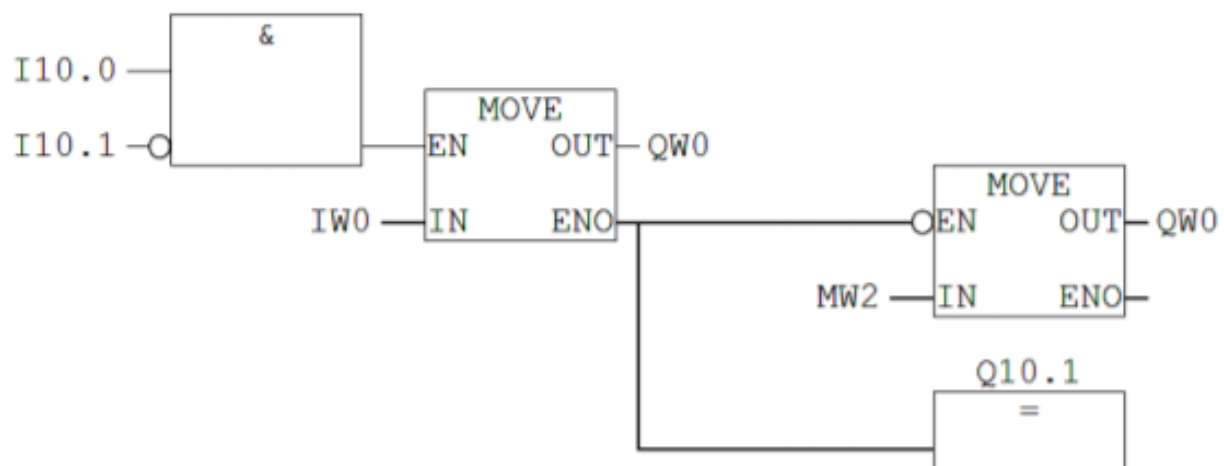 &
I10.0
I10.1
MOVE
EN OUT QW0
IW0 IN ENO
MOVE
EN OUT QW0
MW2 IN ENO
Q10.1
=